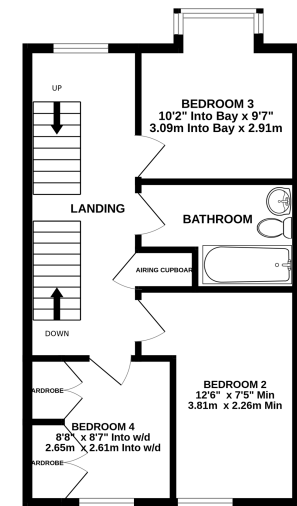 UP
BEDROOM 3
10'2" Into Bay x 9'7"
3.09m Into Bay x 2.91m
LANDING
BATHROOM
AIRING CUPBOAR
DOWN
BEDROOM 2
12'6" x 7'5" Min
3.81m x 2.26m Min
ARDROBE
BEDROOM 4
8'8" x 8'7" Into w/d
2.65m x 2.61m Into w/d
ARDROBE